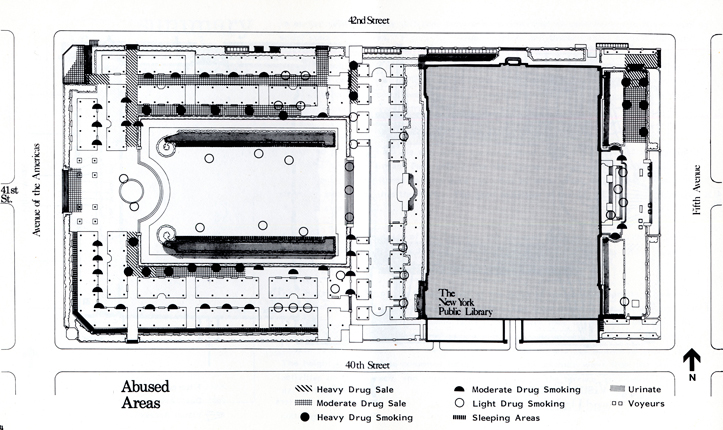 42nd Street
Avenue of the Americas
41st
St.
Fifth Avenue
The
New York
Public Library
40th Street
N
Abused
Areas
Heavy Drug Sale
Moderate Drug Sale
Heavy Drug Smoking
Moderate Drug Smoking
Light Drug Smoking
Sleeping Areas
Urinate
Voyeurs